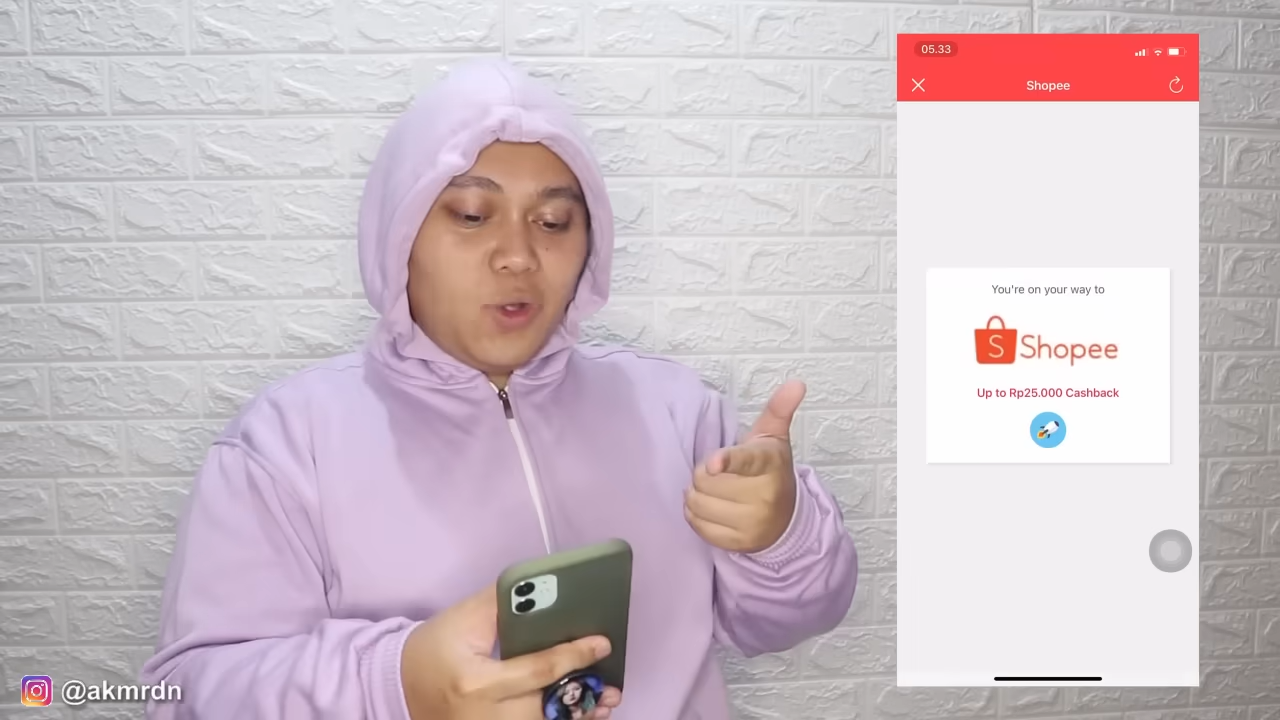 05.33
Shopee
You're on your way to
S Shopee
Up to Rp25.000 Cashback
@akmrdn